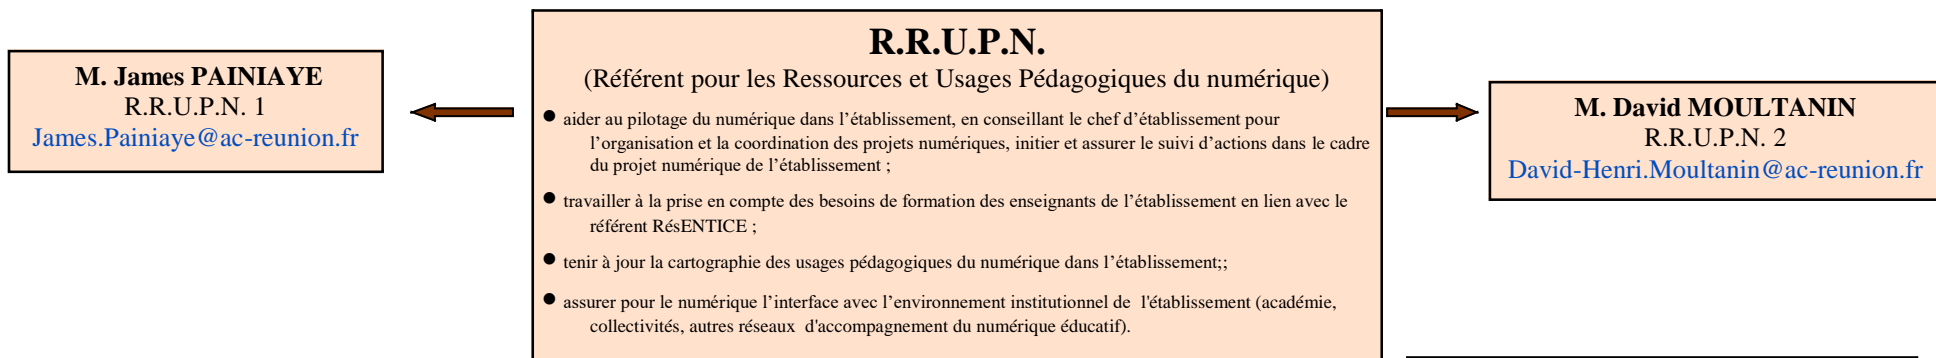 M. James PAINIAYE
R.R.U.P.N. 1
James.Painiaye@ac-reunion.fr
R.R.U.P.N.
(Référent pour les Ressources et Usages Pédagogiques du numérique)
● aider au pilotage du numérique dans l’établissement, en conseillant le chef d’établissement pour
l’organisation et la coordination des projets numériques, initier et assurer le suivi d’actions dans le cadre
du projet numérique de l’établissement ;
● travailler à la prise en compte des besoins de formation des enseignants de l’établissement en lien avec le
référent RésENTICE ;
● tenir à jour la cartographie des usages pédagogiques du numérique dans l’établissement;;
● assurer pour le numérique l’interface avec l’environnement institutionnel de l'établissement (académie,
collectivités, autres réseaux d'accompagnement du numérique éducatif).
M. David MOULTANIN
R.R.U.P.N. 2
David-Henri.Moultanin@ac-reunion.fr